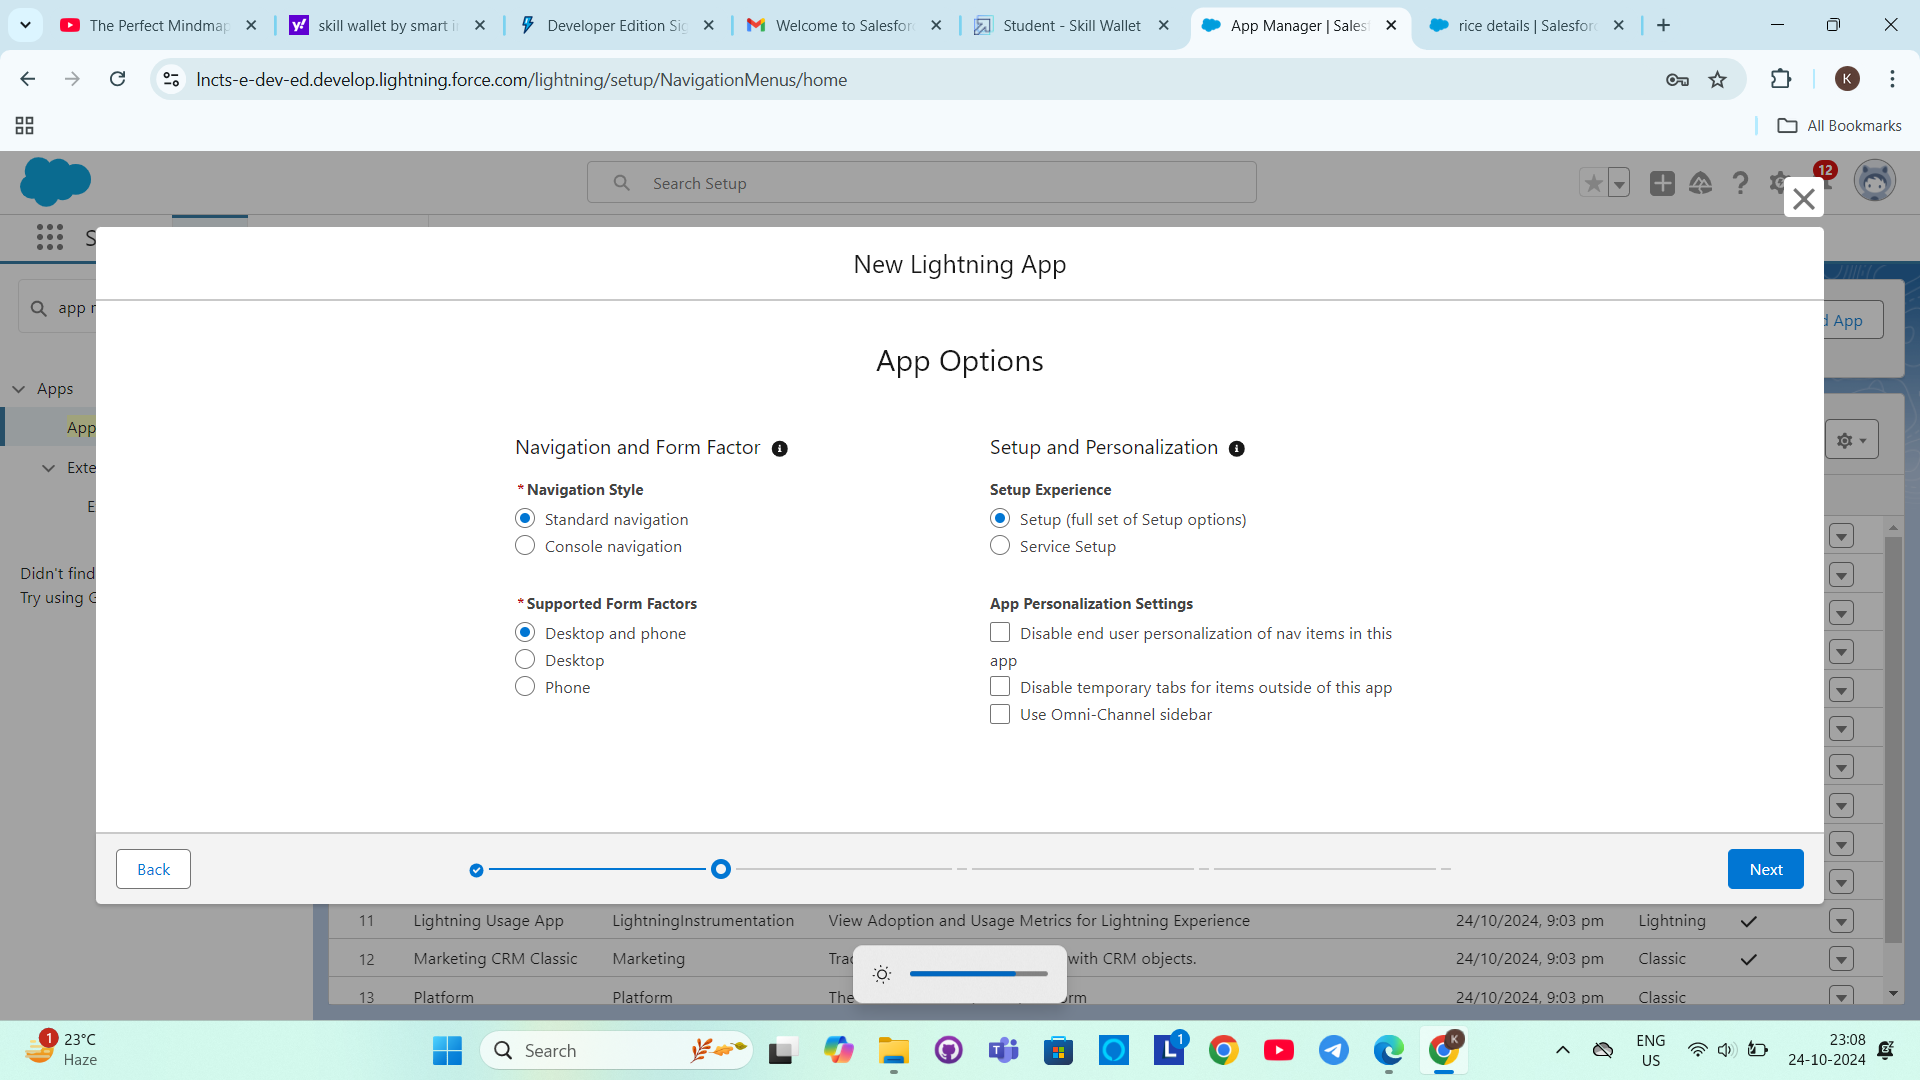 The Perfect Mindmap
skill wallet by smart in
Developer Edition Sig
Welcome to Salesfor
Student - Skill Wallet
App Manager | Sales
rice details | Salesfor
lncts-e-dev-ed.develop.lightning.force.com/lightning/setup/NavigationMenus/home
K
All Bookmarks
Search Setup
12
S
New Lightning App
app
d App
App Options
Apps
App
Exte
E
Didn't find
Try using G
Navigation and Form Factor
Setup and Personalization
*Navigation Style
Setup Experience
Standard navigation
Setup (full set of Setup options)
Console navigation
Service Setup
*Supported Form Factors
App Personalization Settings
Desktop and phone
Disable end user personalization of nav items in this
app
Desktop
Phone
Disable temporary tabs for items outside of this app
Use Omni-Channel sidebar
Back
Next
11 Lightning Usage App LightningInstrumentation View Adoption and Usage Metrics for Lightning Experience 24/10/2024, 9:03 pm Lightning
12 Marketing CRM Classic Marketing Trac with CRM objects. 24/10/2024, 9:03 pm Classic
13 Platform Platform The rm 24/10/2024, 9:03 pm Classic
1
23°C
Haze
Search
L
1
K
ENG
US
23:08
24-10-2024